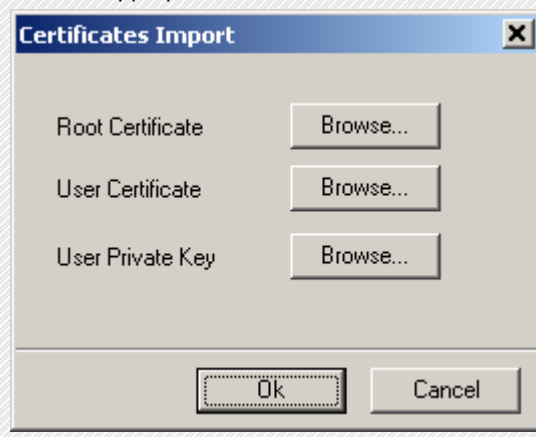 Certificates Import
Root Certificate Browse...
User Certificate Browse...
User Private Key Browse...
Ok Cancel